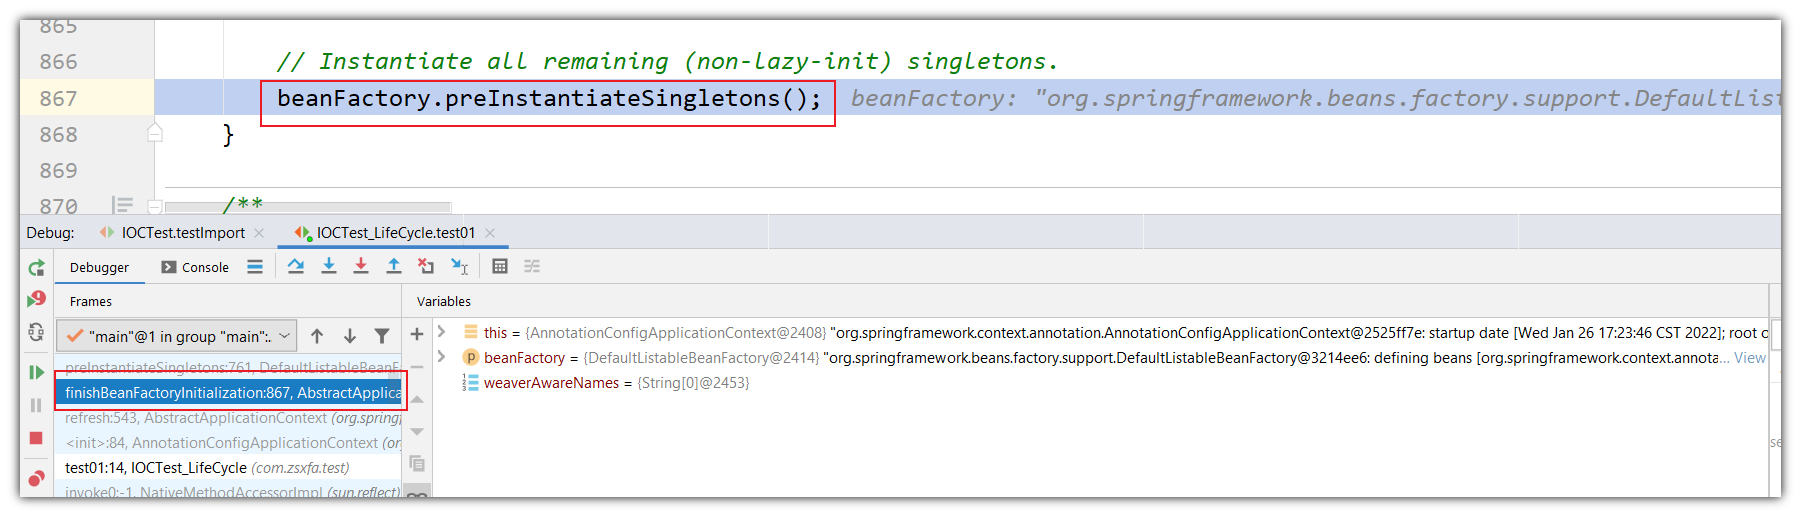 865
866 // Instantiate all remaining (non-lazy-init) singletons.
867 beanFactory.preInstantiateSingletons(); beanFactory: "org.springframework.beans.factory.support.DefaultList
868 }
869
870 /**
Debug: IOCTest.testImport IOCTest_LifeCycle.test01
Debugger Console
Frames Variables
"main"@1 in group "main":.
preInstantiateSingletons:761, DefaultListableBeanF
finishBeanFactoryInitialization:867, AbstractApplica
refresh:543, AbstractApplicationContext (org.spring
<init>:84, AnnotationConfigApplicationContext (or
test01:14, IOCTest_LifeCycle (com.zsxfa.test)
invoke0:-1, NativeMethodAccessorImpl (sun.reflect)
this = {AnnotationConfigApplicationContext@2408} "org.springframework.context.annotation.AnnotationConfigApplicationContext@2525ff7e: startup date [Wed Jan 26 17:23:46 CST 2022]; root o
beanFactory = {DefaultListableBeanFactory@2414} "org.springframework.beans.factory.support.DefaultListableBeanFactory@3214ee6: defining beans [org.springframework.context.annota... View
weaverAwareNames = {String[0]@2453}
se